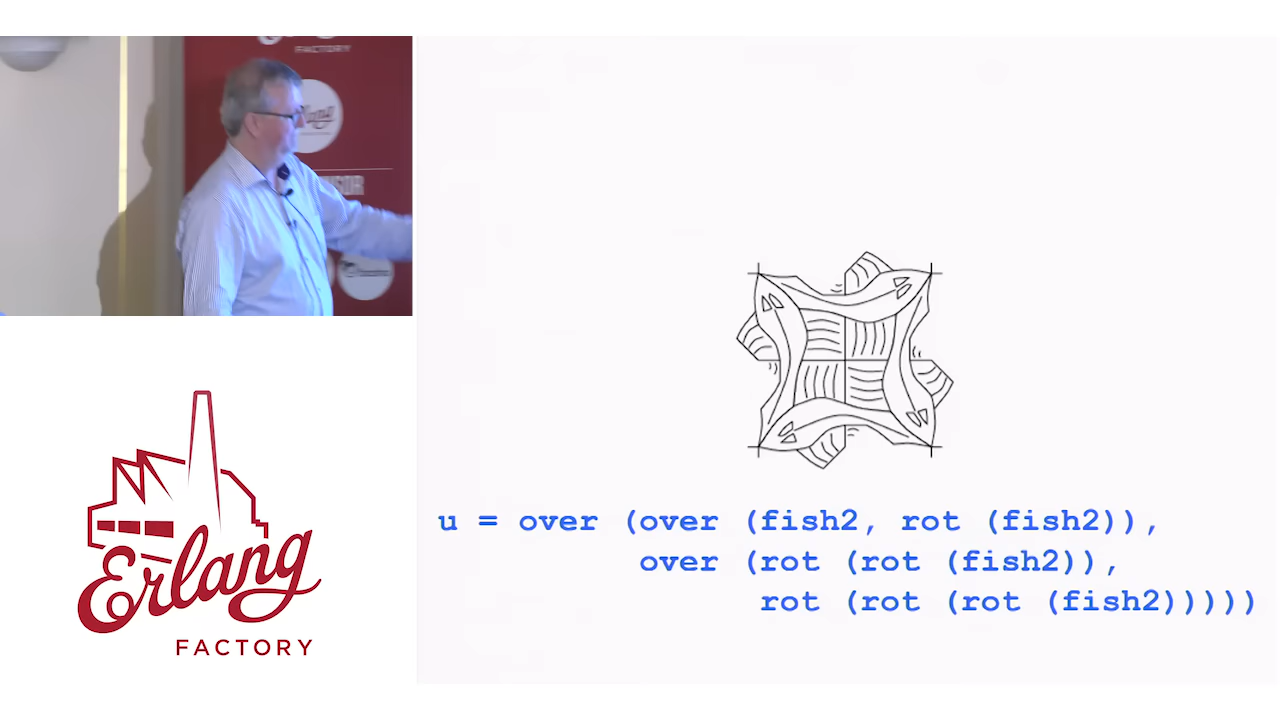 FACTORY
Erlang
FACTORY
u = over (over (fish2, rot (fish2)),
over (rot (rot (fish2)),
rot (rot (rot (fish2)))))